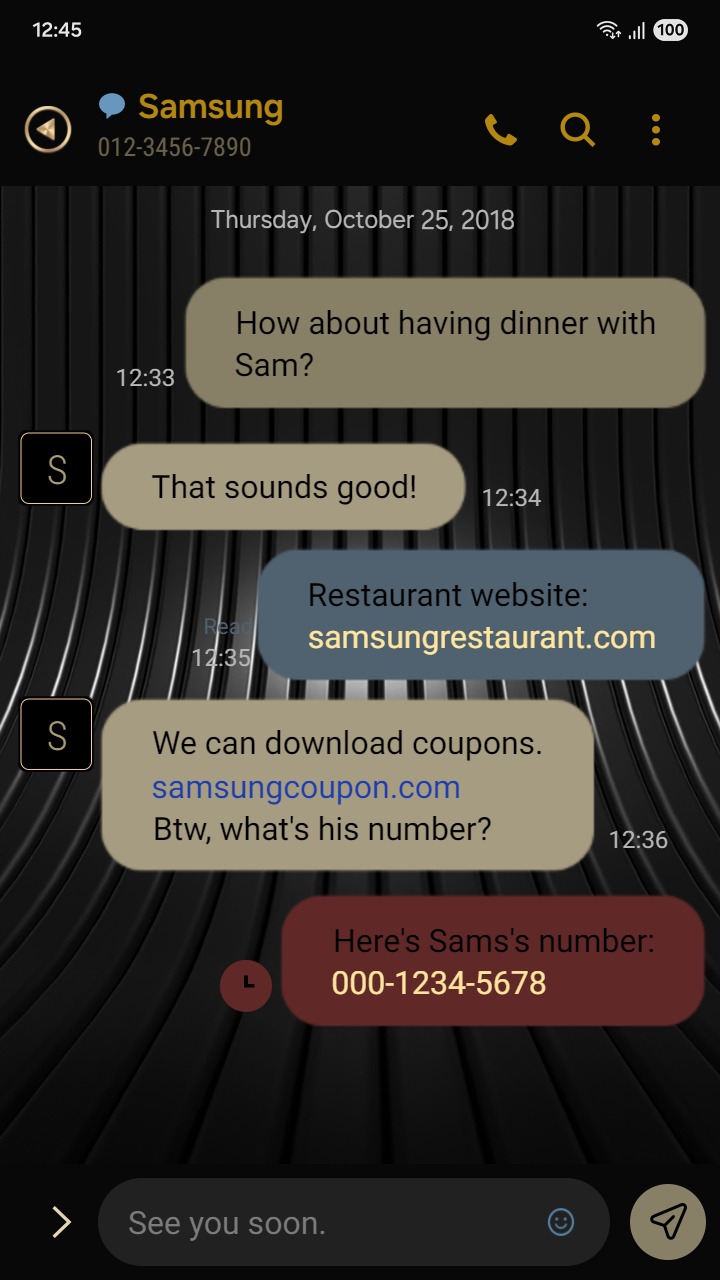 12:45
100
Samsung
012-3456-7890
Thursday, October 25, 2018
How about having dinner with
Sam?
12:33
S
That sounds good!
12:34
Restaurant website:
samsungrestaurant.com
Read
12:35
S
We can download coupons.
samsungcoupon.com
Btw, what's his number?
12:36
Here's Sams's number:
000-1234-5678
See you soon.